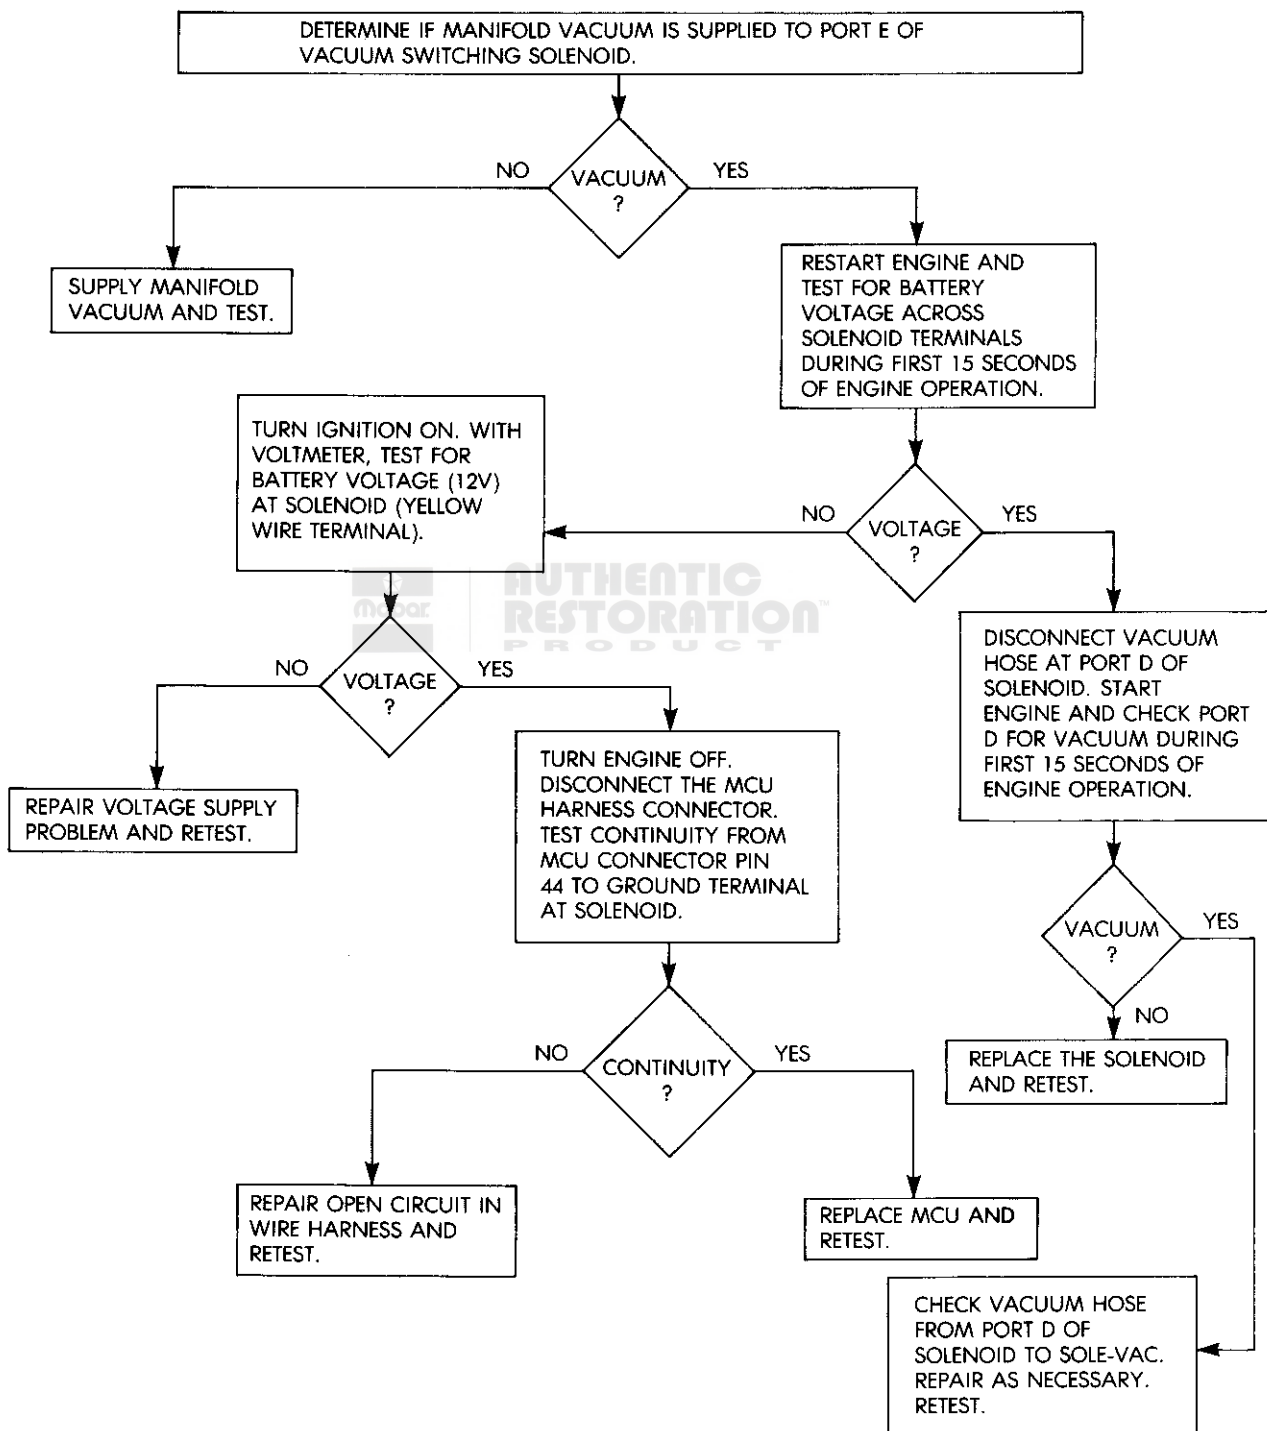 DETERMINE IF MANIFOLD VACUUM IS SUPPLIED TO PORT E OF
VACUUM SWITCHING SOLENOID.
NO
VACUUM
?
YES
SUPPLY MANIFOLD
VACUUM AND TEST.
RESTART ENGINE AND
TEST FOR BATTERY
VOLTAGE ACROSS
SOLENOID TERMINALS
DURING FIRST 15 SECONDS
OF ENGINE OPERATION.
TURN IGNITION ON. WITH
VOLTMETER, TEST FOR
BATTERY VOLTAGE (12V)
AT SOLENOID (YELLOW
WIRE TERMINAL).
NO
VOLTAGE
?
YES
Mopar
AUTHENTIC
RESTORATION™
PRODUCT
NO
VOLTAGE
?
YES
DISCONNECT VACUUM
HOSE AT PORT D OF
SOLENOID. START
ENGINE AND CHECK PORT
D FOR VACUUM DURING
FIRST 15 SECONDS OF
ENGINE OPERATION.
REPAIR VOLTAGE SUPPLY
PROBLEM AND RETEST.
TURN ENGINE OFF.
DISCONNECT THE MCU
HARNESS CONNECTOR.
TEST CONTINUITY FROM
MCU CONNECTOR PIN
44 TO GROUND TERMINAL
AT SOLENOID.
VACUUM
?
YES
NO
REPLACE THE SOLENOID
AND RETEST.
NO
CONTINUITY
?
YES
REPAIR OPEN CIRCUIT IN
WIRE HARNESS AND
RETEST.
REPLACE MCU AND
RETEST.
CHECK VACUUM HOSE
FROM PORT D OF
SOLENOID TO SOLE-VAC.
REPAIR AS NECESSARY.
RETEST.